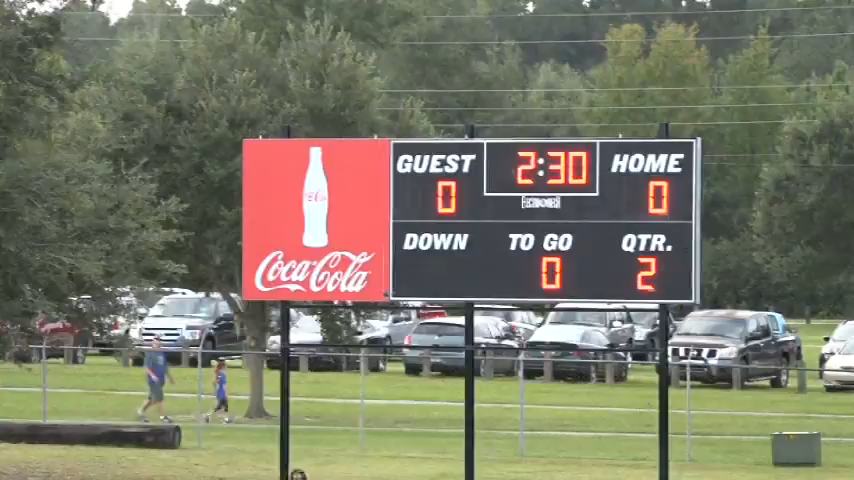 GUEST
2:30
HOME
0
0
DOWN
TO GO
QTR.
0
2
Coca-Cola
Coca-Cola